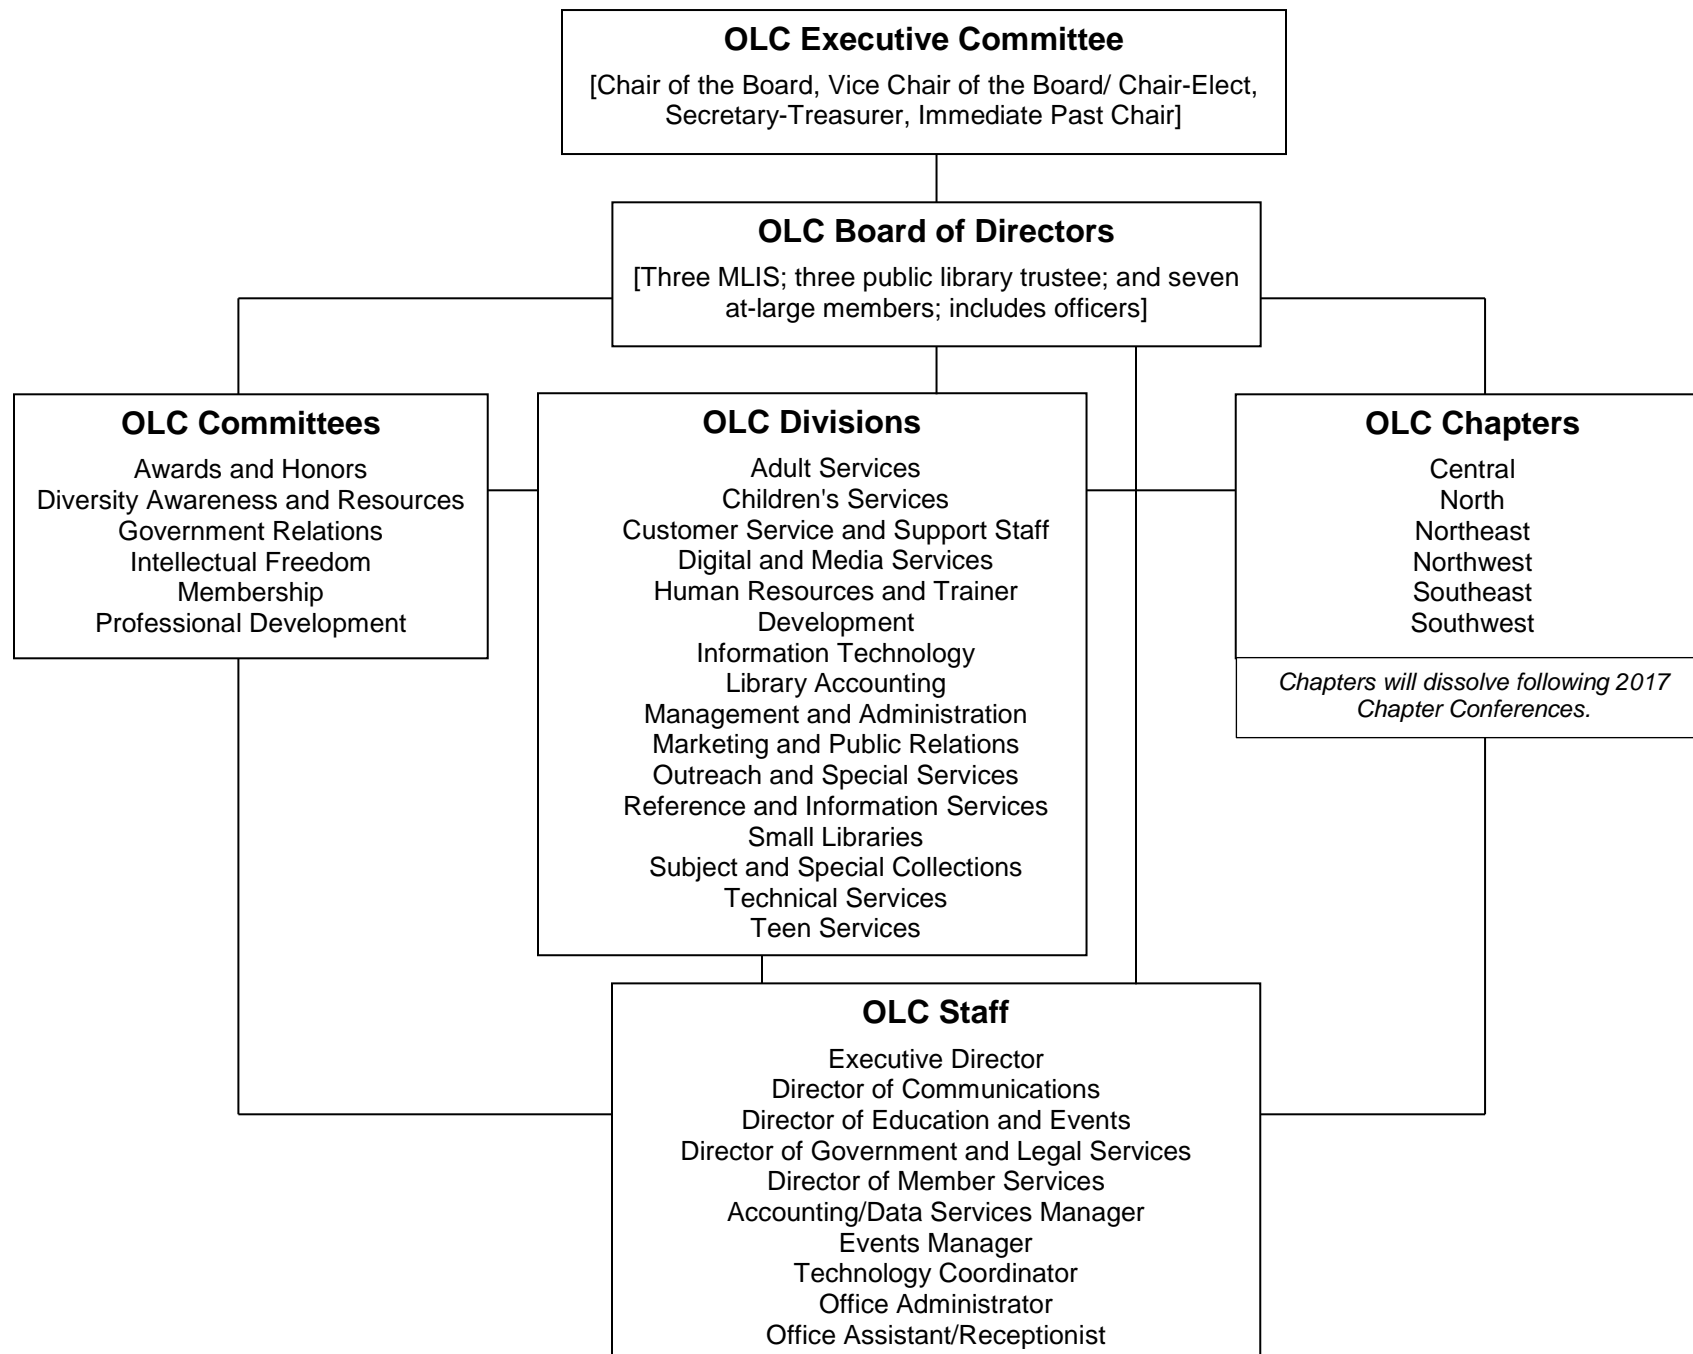 OLC Executive Committee
[Chair of the Board, Vice Chair of the Board/ Chair-Elect,
Secretary-Treasurer, Immediate Past Chair]
OLC Board of Directors
[Three MLIS; three public library trustee; and seven
at-large members; includes officers]
OLC Committees
Awards and Honors
Diversity Awareness and Resources
Government Relations
Intellectual Freedom
Membership
Professional Development
OLC Divisions
Adult Services
Children's Services
Customer Service and Support Staff
Digital and Media Services
Human Resources and Trainer
Development
Information Technology
Library Accounting
Management and Administration
Marketing and Public Relations
Outreach and Special Services
Reference and Information Services
Small Libraries
Subject and Special Collections
Technical Services
Teen Services
OLC Chapters
Central
North
Northeast
Northwest
Southeast
Southwest
Chapters will dissolve following 2017
Chapter Conferences.
OLC Staff
Executive Director
Director of Communications
Director of Education and Events
Director of Government and Legal Services
Director of Member Services
Accounting/Data Services Manager
Events Manager
Technology Coordinator
Office Administrator
Office Assistant/Receptionist